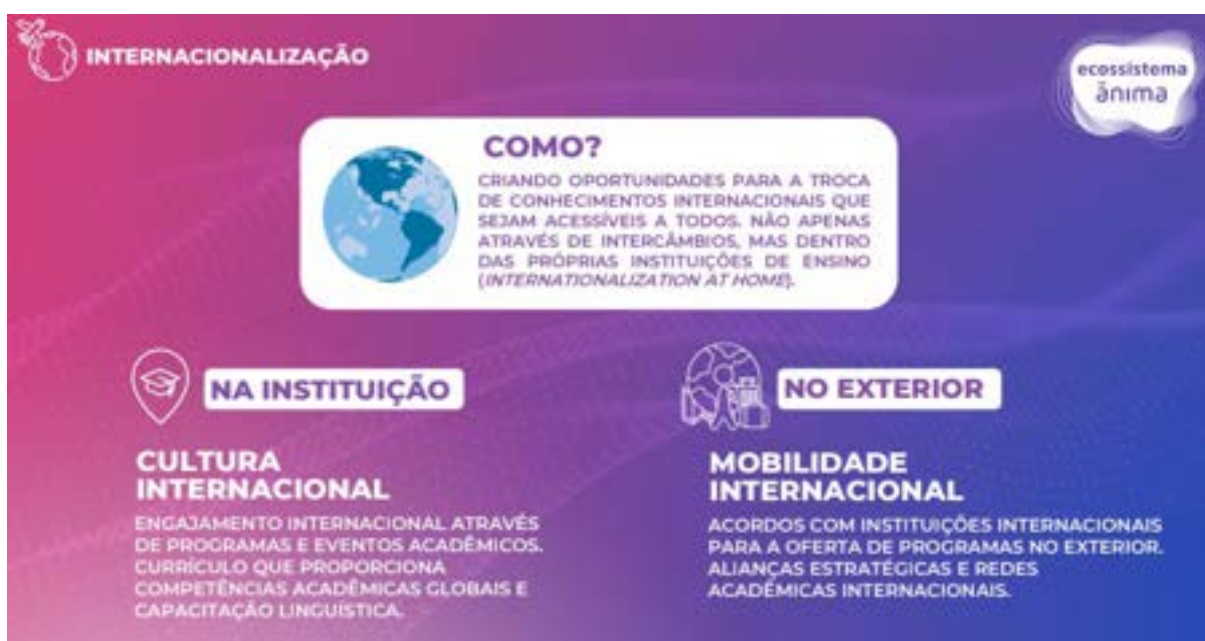 INTERNACIONALIZAÇÃO
ecossistema
ănima
COMO?
CRIANDO OPORTUNIDADES PARA A TROCA
DE CONHECIMENTOS INTERNACIONAIS QUE
SEJAM ACESSÍVEIS A TODOS. NÃO APENAS
ATRAVÉS DE INTERCÂMBIOS, MAS DENTRO
DAS PRÓPRIAS INSTITUIÇÕES DE ENSINO
(INTERNATIONALIZATION AT HOME).
NA INSTITUIÇÃO
CULTURA
INTERNACIONAL
ENGAJAMENTO INTERNACIONAL ATRAVÉS
DE PROGRAMAS E EVENTOS ACADÊMICOS.
CURRÍCULO QUE PROPORCIONA
COMPETÊNCIAS ACADÊMICAS GLOBAIS E
CAPACITAÇÃO LINGUÍSTICA.
NO EXTERIOR
MOBILIDADE
INTERNACIONAL
ACORDOS COM INSTITUIÇÕES INTERNACIONAIS
PARA A OFERTA DE PROGRAMAS NO EXTERIOR.
ALIANÇAS ESTRATÉGICAS E REDES
ACADÊMICAS INTERNACIONAIS.